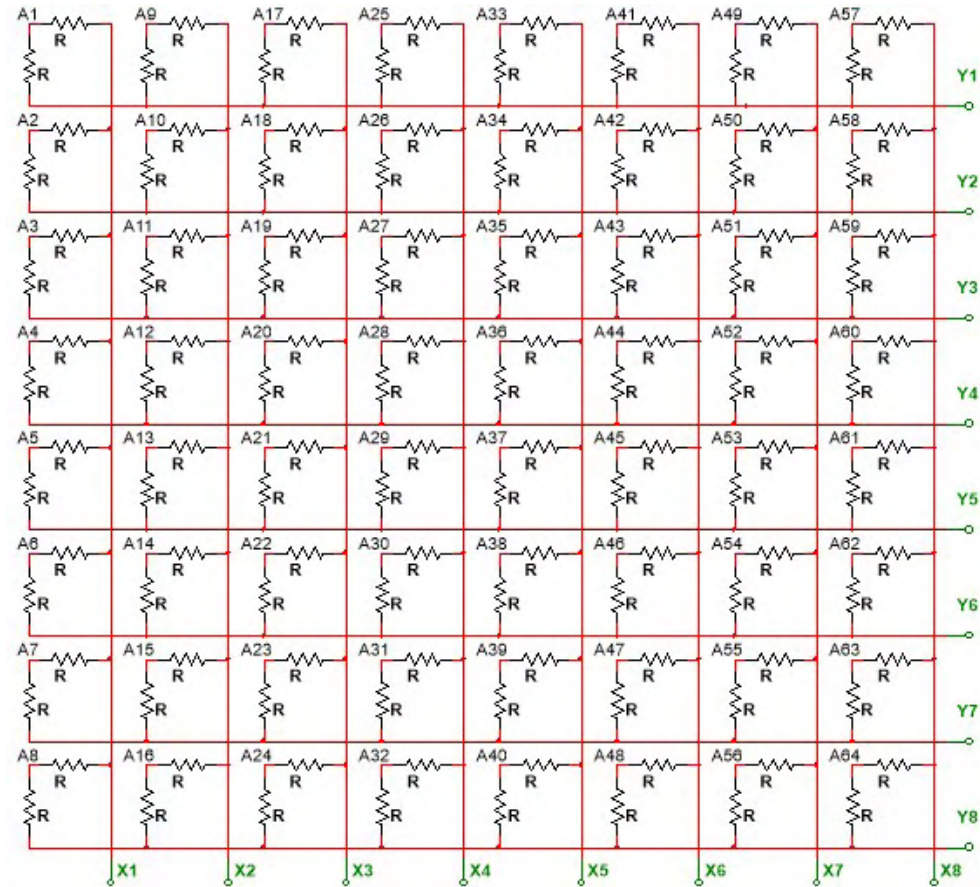 A1 A9 A17 A25 A33 A41 A49 A57
R R R R R R R R
R R R R R R R R Y1
A2 A10 A18 A26 A34 A42 A50 A58
R R R R R R R R
R R R R R R R R Y2
A3 A11 A19 A27 A35 A43 A51 A59
R R R R R R R R
R R R R R R R R Y3
A4 A12 A20 A28 A36 A44 A52 A60
R R R R R R R R
R R R R R R R R Y4
A5 A13 A21 A29 A37 A45 A53 A61
R R R R R R R R
R R R R R R R R Y5
A6 A14 A22 A30 A38 A46 A54 A62
R R R R R R R R
R R R R R R R R Y6
A7 A15 A23 A31 A39 A47 A55 A63
R R R R R R R R
R R R R R R R R Y7
A8 A16 A24 A32 A40 A48 A56 A64
R R R R R R R R
R R R R R R R R Y8
X1 X2 X3 X4 X5 X6 X7 X8